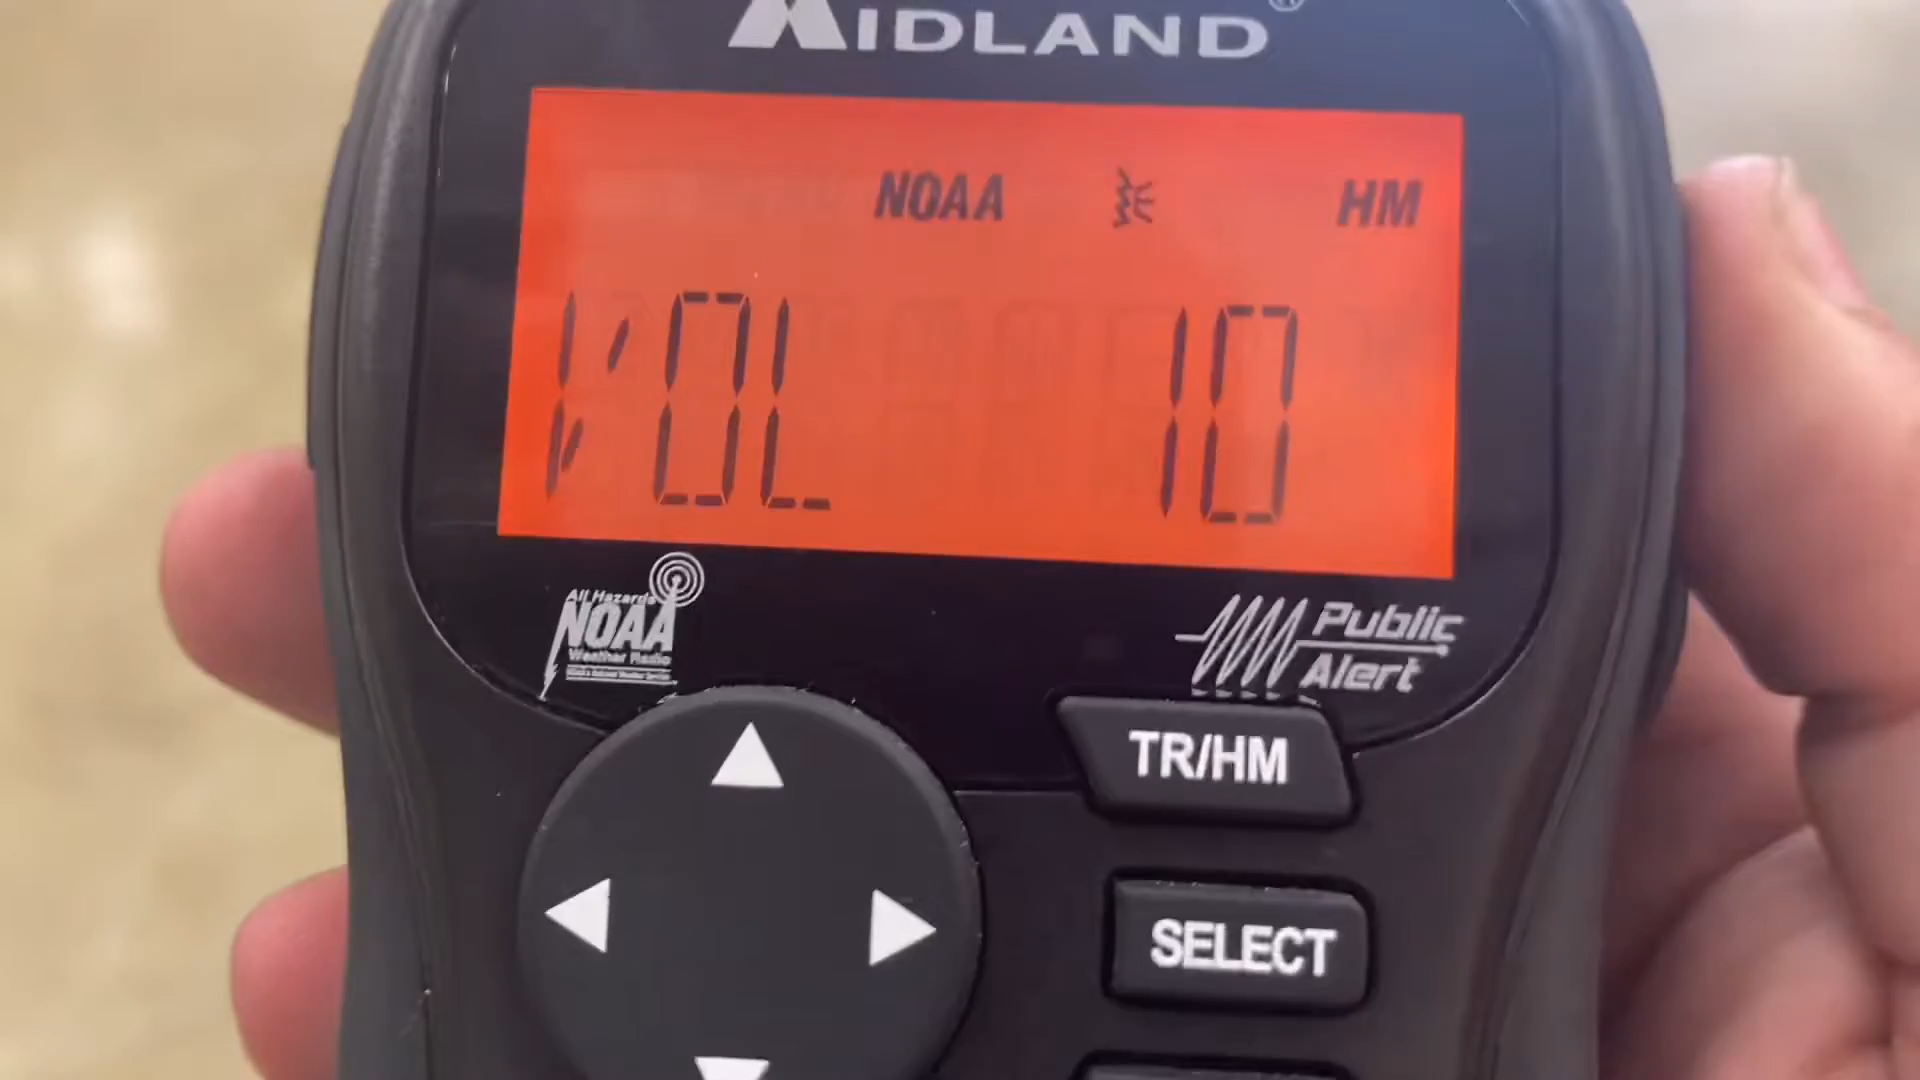 MIDLAND®
NOAA HM
VOL 10
All Hazards
NOAA
Weather Radio
Public
Alert
TR/HM
SELECT